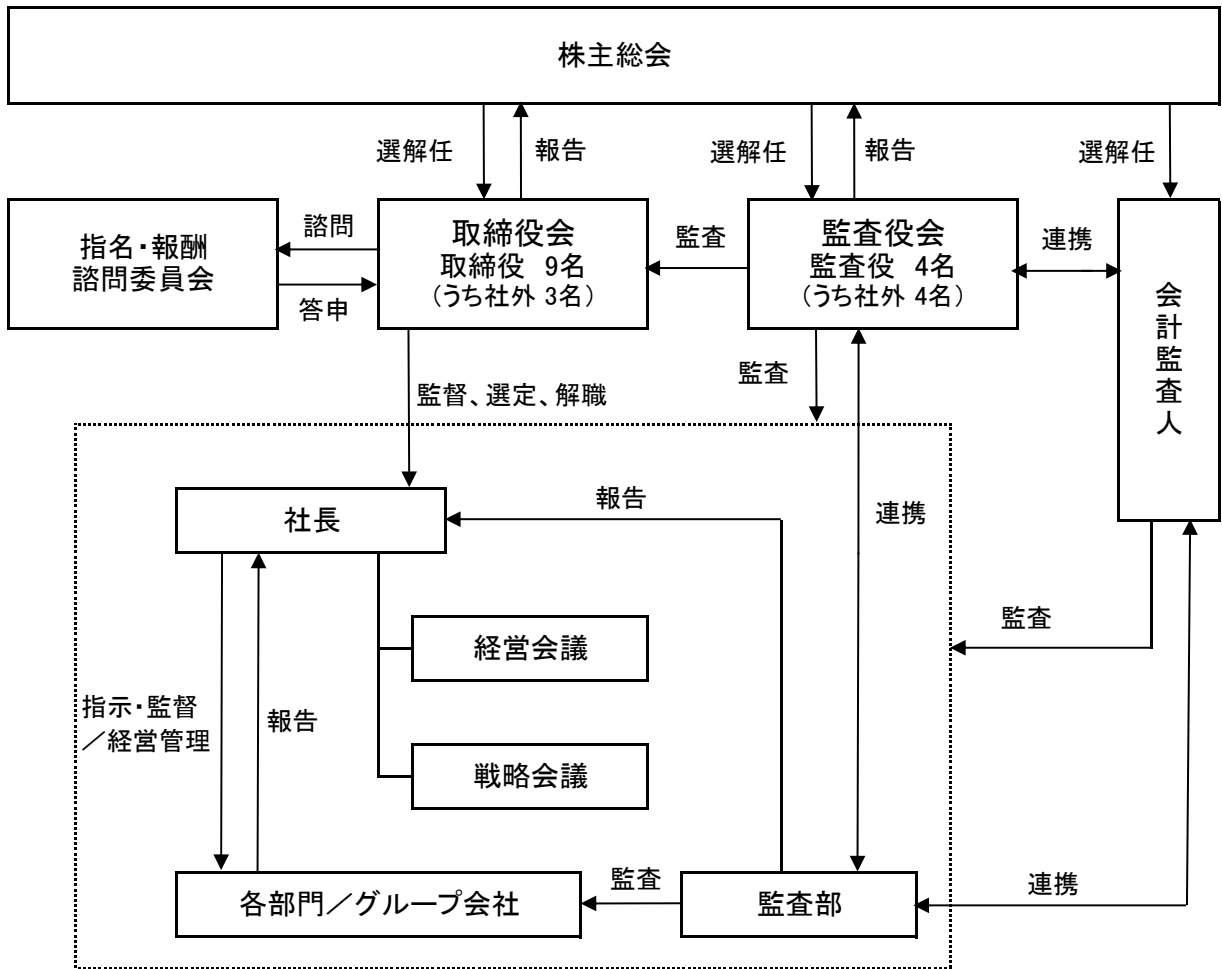 株主総会
選解任
報告
選解任
報告
選解任
指名・報酬
諮問委員会
諮問
答申
取締役会
取締役 9名
(うち社外 3名)
監査
監査役会
監査役 4名
(うち社外 4名)
連携
会計監査人
監督、選定、解職
監査
社長
報告
連携
経営会議
監査
指示・監督
／経営管理
報告
戦略会議
各部門／グループ会社
監査
監査部
連携